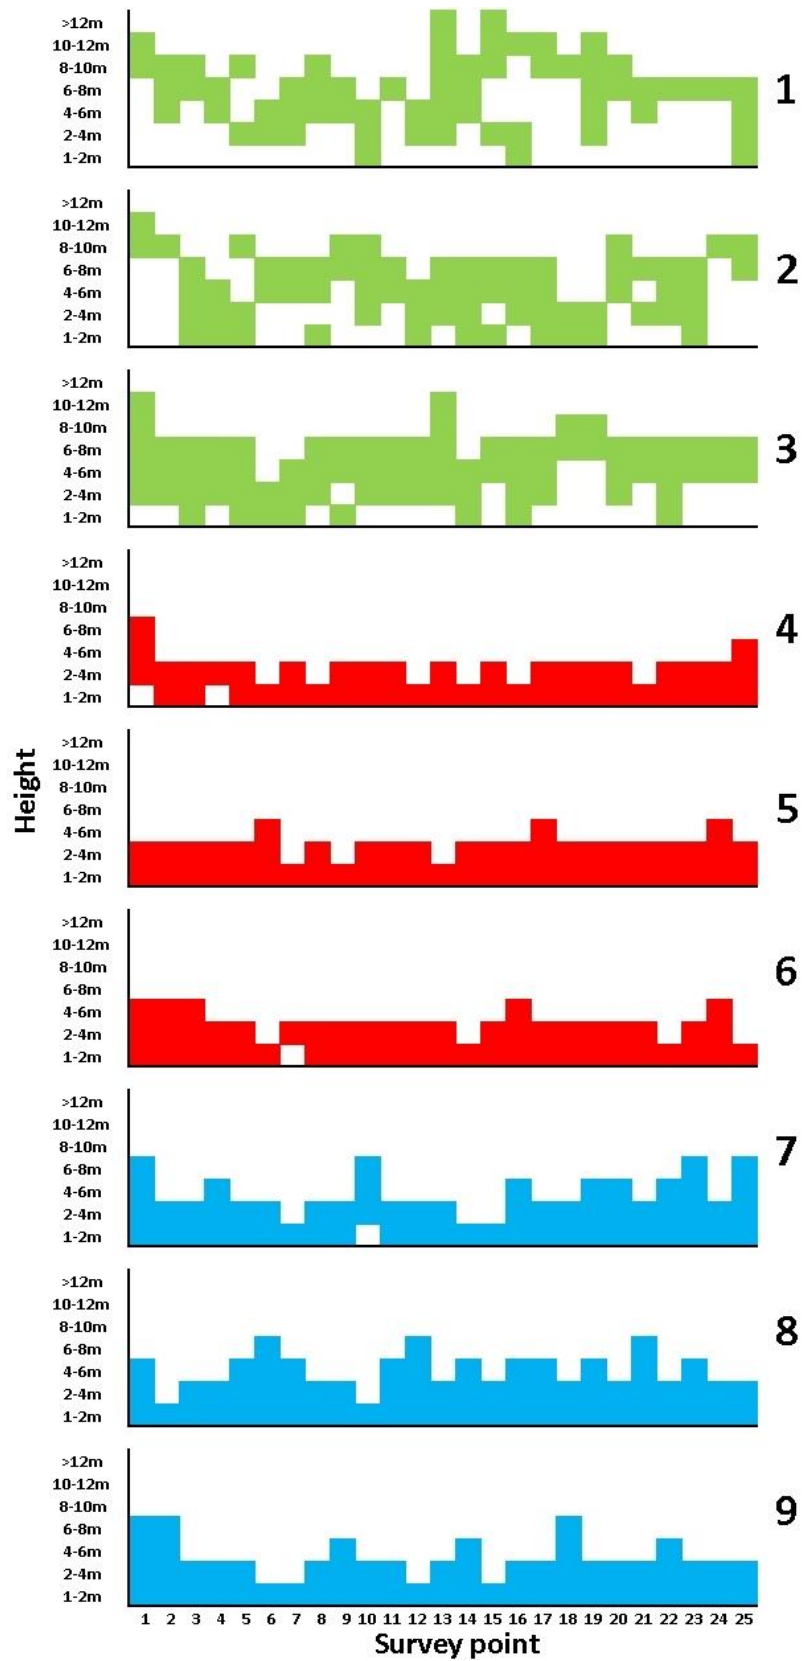 >12m
10-12m
8-10m
6-8m
4-6m
2-4m
1-2m
1
>12m
10-12m
8-10m
6-8m
4-6m
2-4m
1-2m
2
>12m
10-12m
8-10m
6-8m
4-6m
2-4m
1-2m
3
>12m
10-12m
8-10m
6-8m
4-6m
2-4m
1-2m
4
Height
>12m
10-12m
8-10m
6-8m
4-6m
2-4m
1-2m
5
>12m
10-12m
8-10m
6-8m
4-6m
2-4m
1-2m
6
>12m
10-12m
8-10m
6-8m
4-6m
2-4m
1-2m
7
>12m
10-12m
8-10m
6-8m
4-6m
2-4m
1-2m
8
>12m
10-12m
8-10m
6-8m
4-6m
2-4m
1-2m
9
1 2 3 4 5 6 7 8 9 10 11 12 13 14 15 16 17 18 19 20 21 22 23 24 25
Survey point